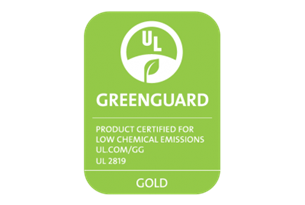 UL
GREENGUARD
PRODUCT CERTIFIED FOR
LOW CHEMICAL EMISSIONS
UL.COM/GG
UL 2819
GOLD